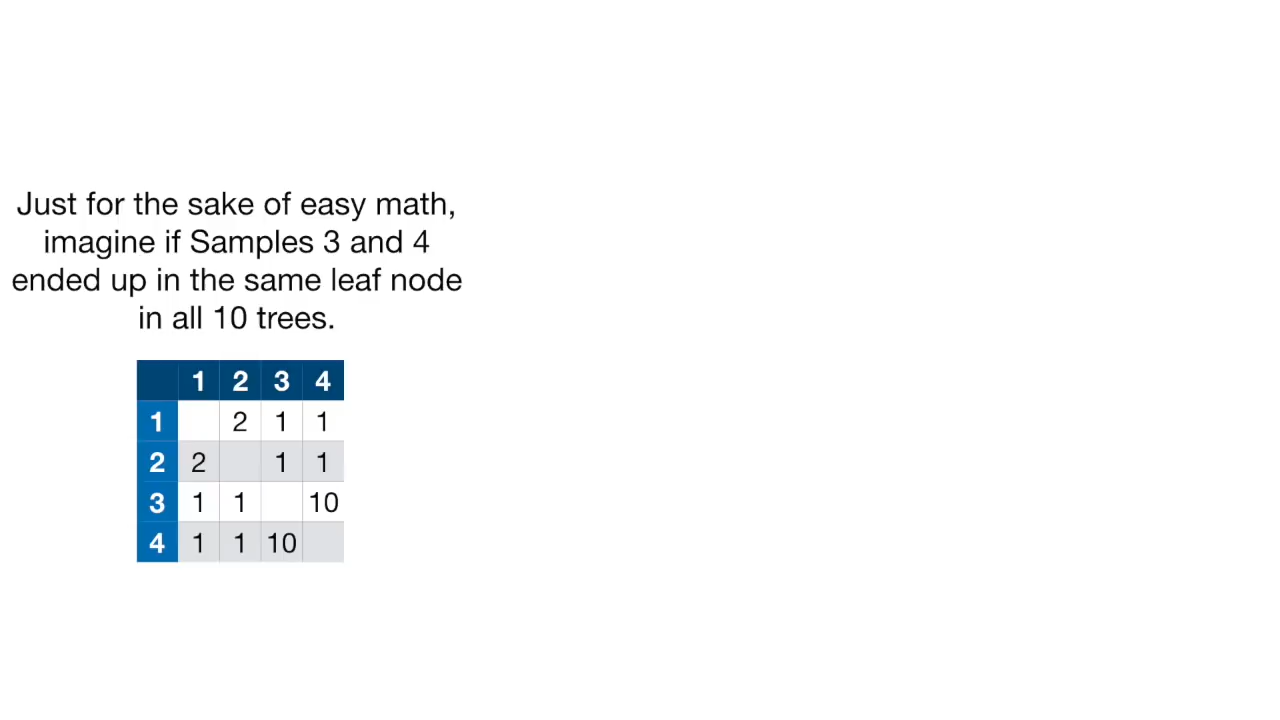 Just for the sake of easy math,
imagine if Samples 3 and 4
ended up in the same leaf node
in all 10 trees.
1 2 3 4
1 2 1 1
2 2 1 1
3 1 1 10
4 1 1 10